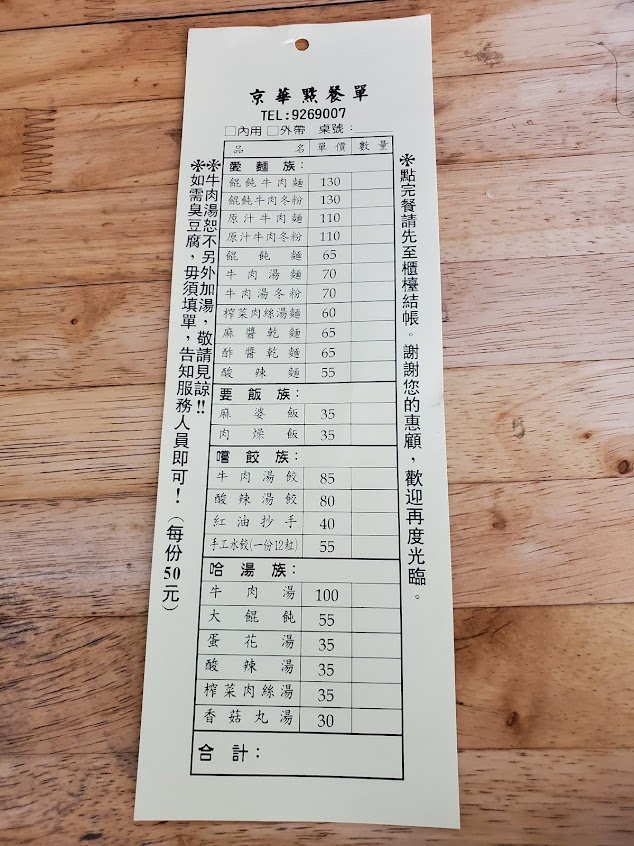 京華點餐單
TEL:9269007
□內用 □外帶 桌號：
品名 單價 數量
愛麵族：
餛飩牛肉麵 130
餛飩牛肉冬粉 130
原汁牛肉麵 110
原汁牛肉冬粉 110
餛飩麵 65
牛肉湯麵 70
牛肉湯冬粉 70
榨菜肉絲湯麵 60
麻醬乾麵 65
酢醬乾麵 65
酸辣麵 55
要飯族：
麻婆飯 35
肉燥飯 35
嚐餃族：
牛肉湯餃 85
酸辣湯餃 80
紅油抄手 40
手工水餃(一份12粒) 55
哈湯族：
牛肉湯 100
大餛飩 55
蛋花湯 35
酸辣湯 35
榨菜肉絲湯 35
香菇丸湯 30
合計：
※點完餐請先至櫃檯結帳。謝謝您的惠顧，歡迎再度光臨。
※牛肉湯恕不另外加湯，敬請見諒!!
※如需臭豆腐，毋須填單，告知服務人員即可！（每份50元）